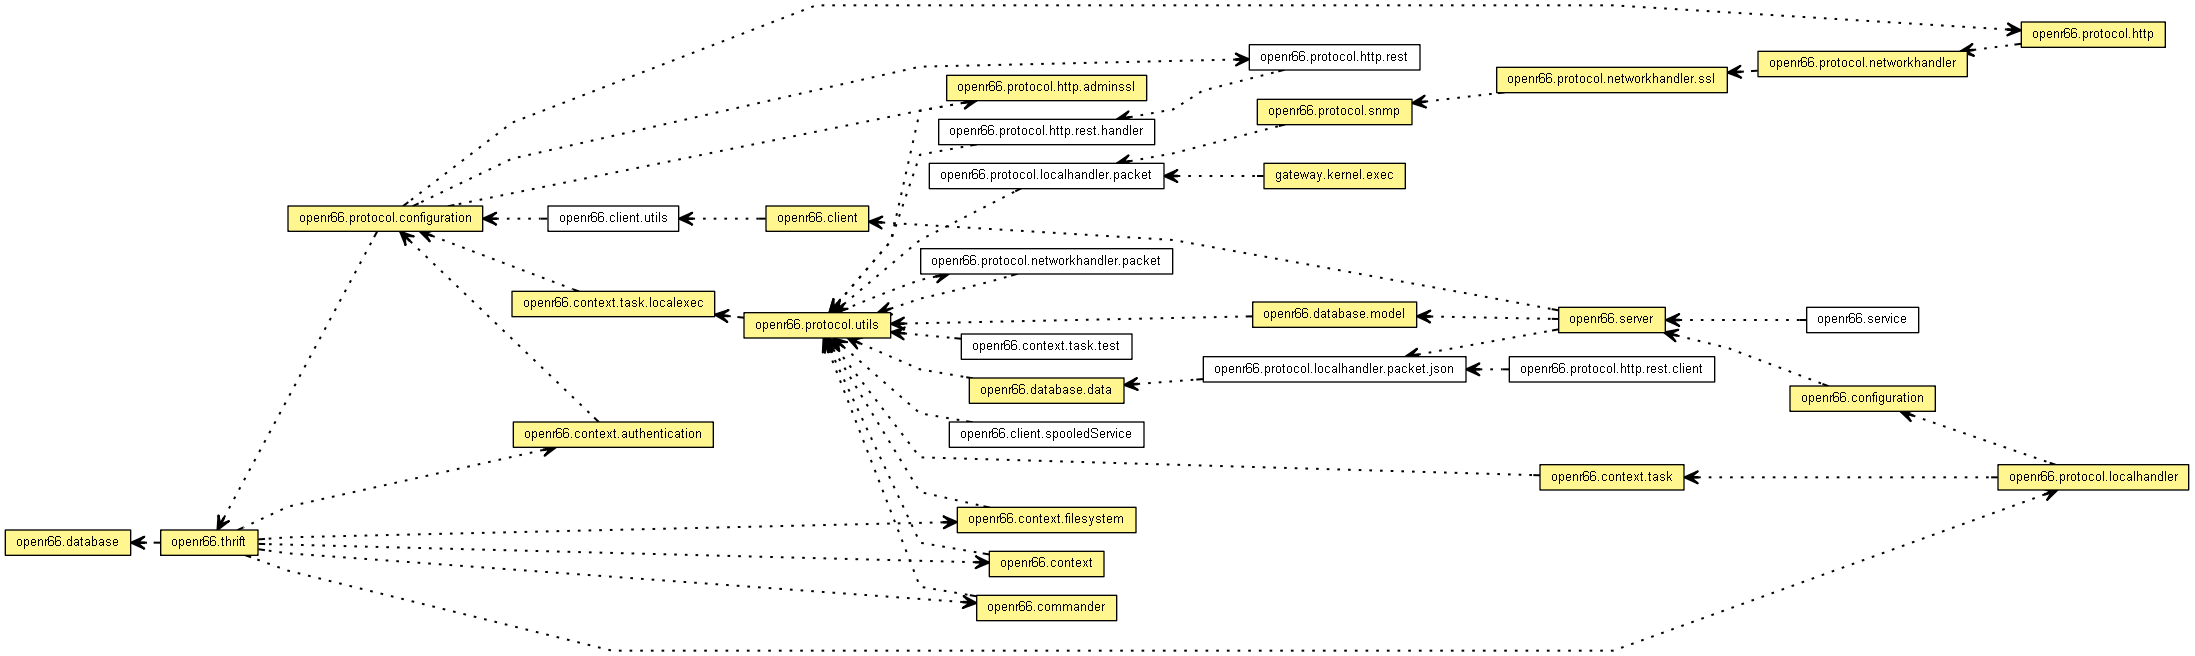 openr66.protocol.http
openr66.protocol.http.rest
openr66.protocol.networkhandler
openr66.protocol.networkhandler.ssl
openr66.protocol.http.adminssl
openr66.protocol.snmp
openr66.protocol.http.rest.handler
openr66.protocol.localhandler.packet
gateway.kernel.exec
openr66.protocol.configuration
openr66.client.utils
openr66.client
openr66.protocol.networkhandler.packet
openr66.context.task.localexec
openr66.protocol.utils
openr66.database.model
openr66.server
openr66.service
openr66.context.task.test
openr66.protocol.localhandler.packet.json
openr66.protocol.http.rest.client
openr66.database.data
openr66.configuration
openr66.context.authentication
openr66.client.spooledService
openr66.context.task
openr66.protocol.localhandler
openr66.context.filesystem
openr66.database
openr66.thrift
openr66.context
openr66.commander